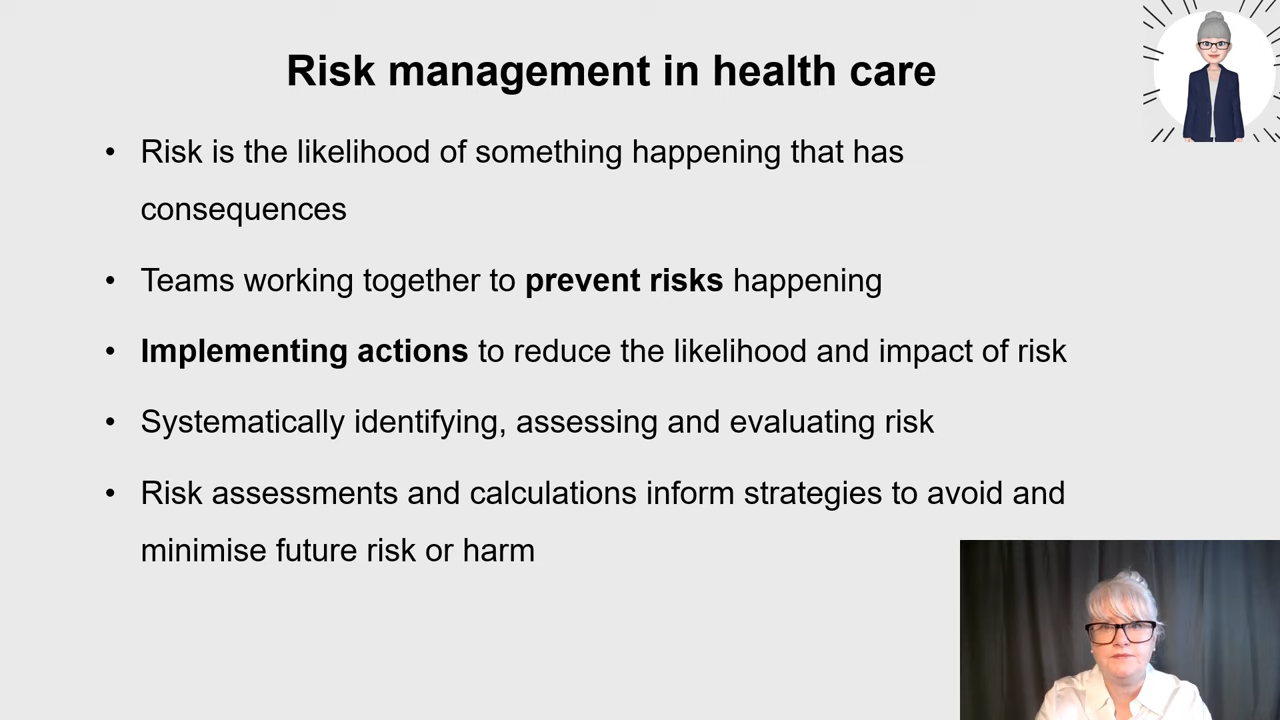 Risk management in health care
• Risk is the likelihood of something happening that has
consequences
• Teams working together to prevent risks happening
• Implementing actions to reduce the likelihood and impact of risk
• Systematically identifying, assessing and evaluating risk
• Risk assessments and calculations inform strategies to avoid and
minimise future risk or harm